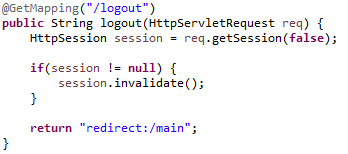 @GetMapping("/logout")
public String logout(HttpServletRequest req) {
    HttpSession session = req.getSession(false);

    if(session != null) {
        session.invalidate();
    }

    return "redirect:/main";
}